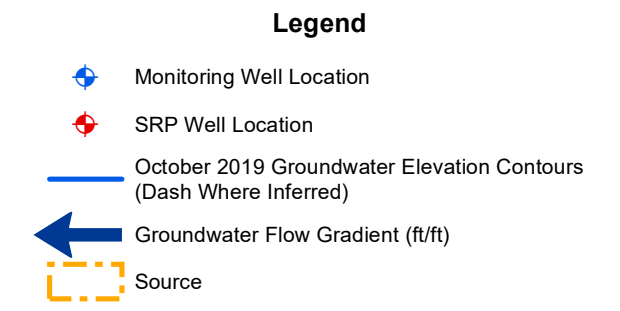 Legend
Monitoring Well Location
SRP Well Location
October 2019 Groundwater Elevation Contours
(Dash Where Inferred)
Groundwater Flow Gradient (ft/ft)
Source